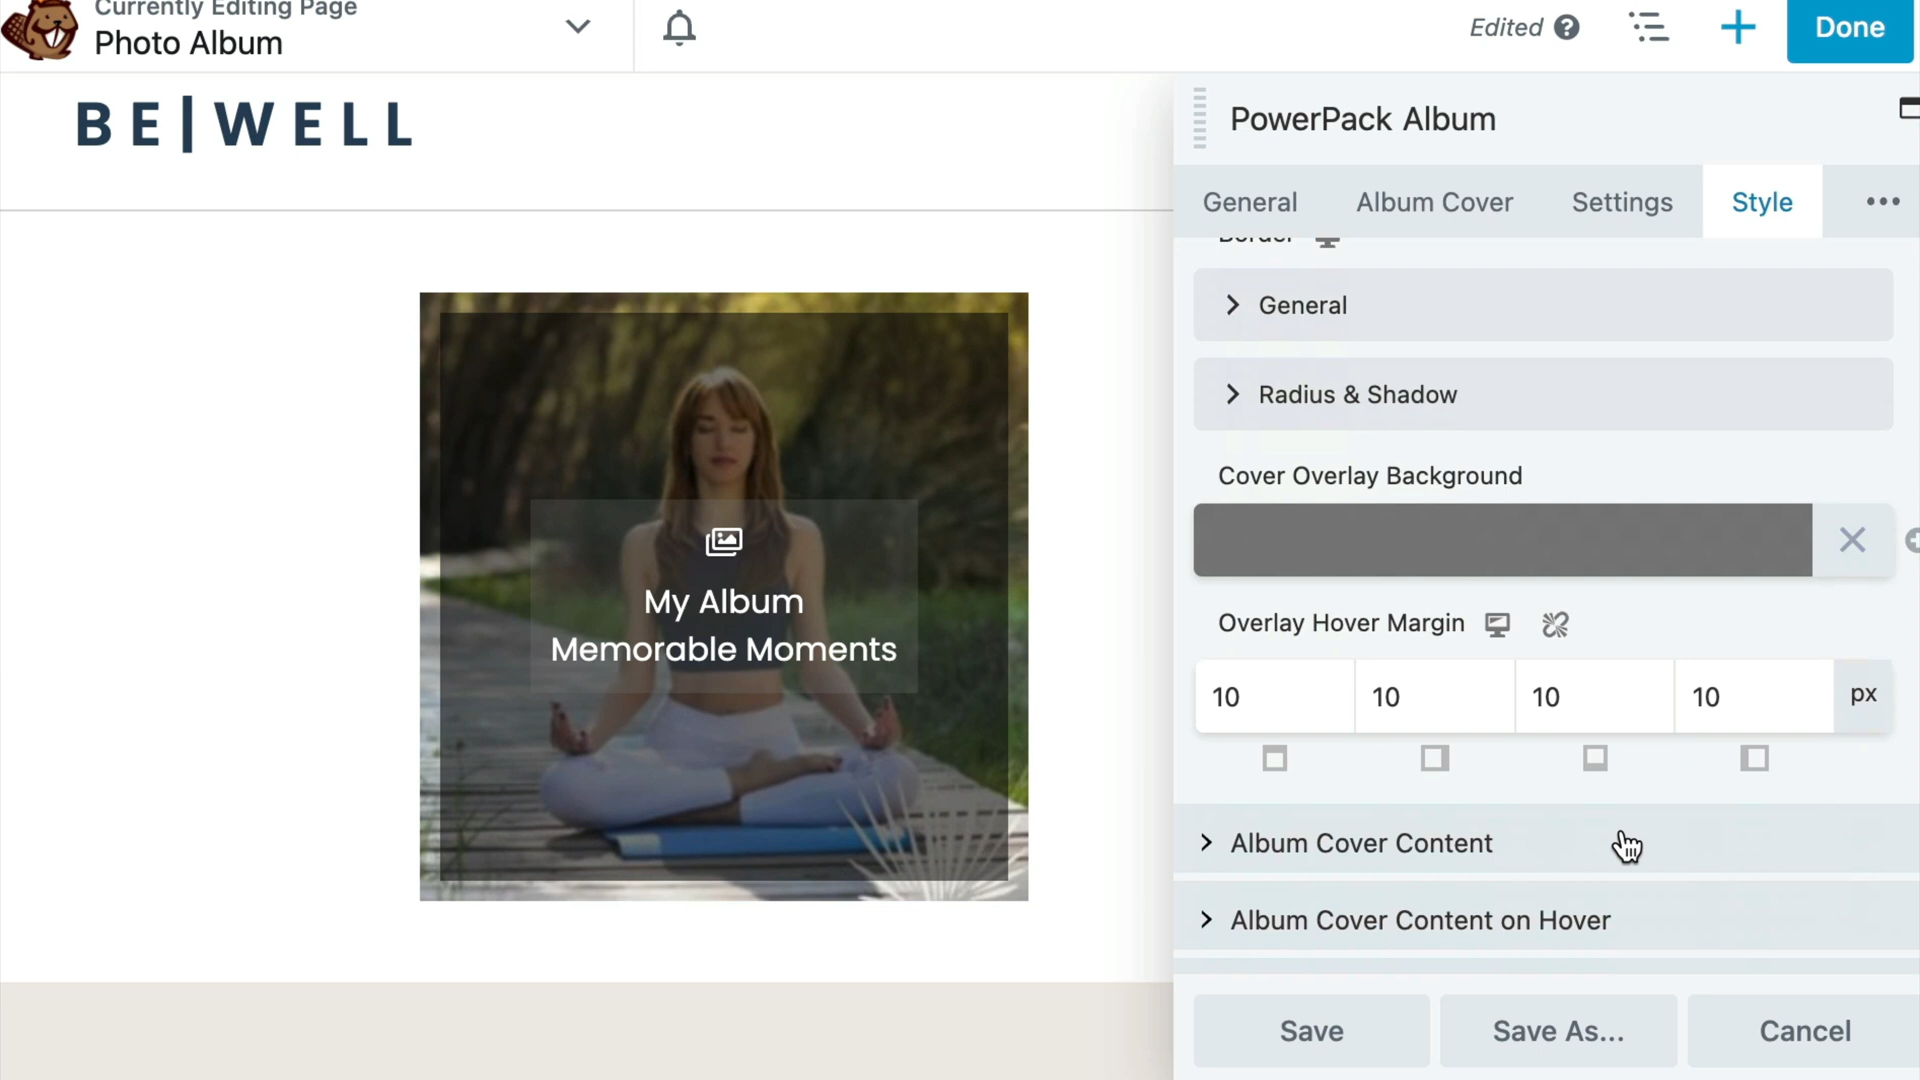 Currently Editing Page
Photo Album
Edited ?
Done
BE|WELL
PowerPack Album
General Album Cover Settings Style
Border
General
Radius & Shadow
Cover Overlay Background
Overlay Hover Margin
10 10 10 10 px
My Album
Memorable Moments
Album Cover Content
Album Cover Content on Hover
Save Save As... Cancel